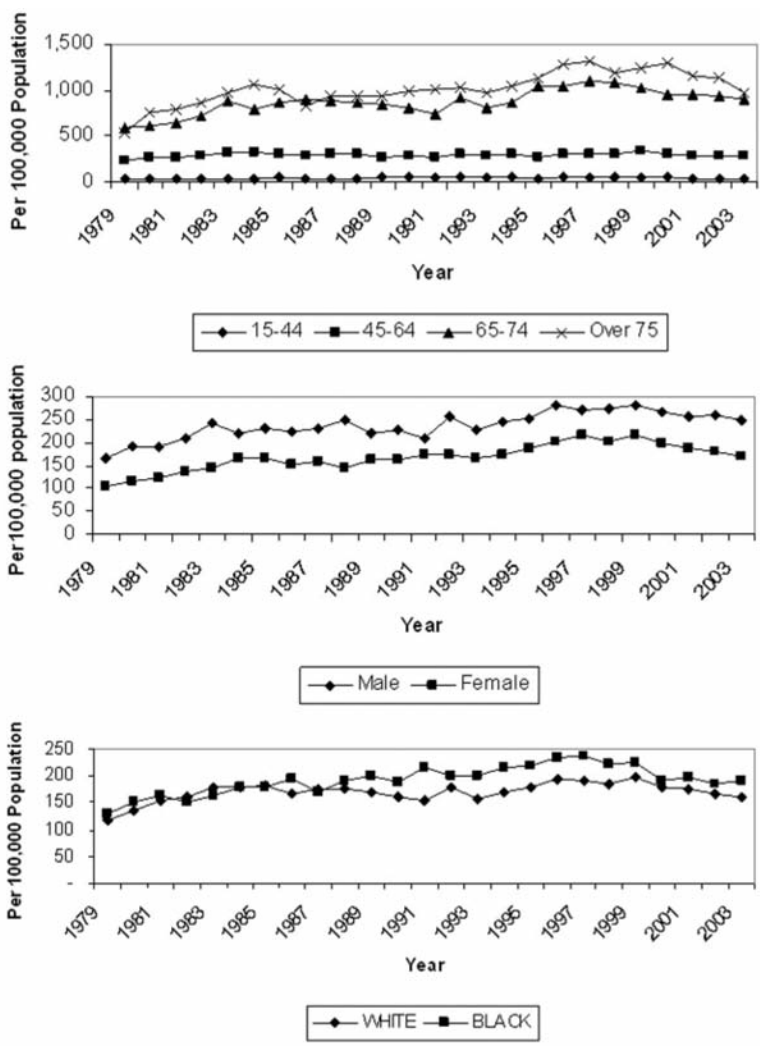 Per 100,000 Population
1,500
1,000
500
0
1979 1981 1983 1985 1987 1989 1991 1993 1995 1997 1999 2001 2003
Year
15-44 45-64 65-74 Over 75
Per100,000 population
300
250
200
150
100
50
0
1979 1981 1983 1985 1987 1989 1991 1993 1995 1997 1999 2001 2003
Year
Male Female
Per 100,000 Population
250
200
150
100
50
-
1979 1981 1983 1985 1987 1989 1991 1993 1995 1997 1999 2001 2003
Year
WHITE BLACK